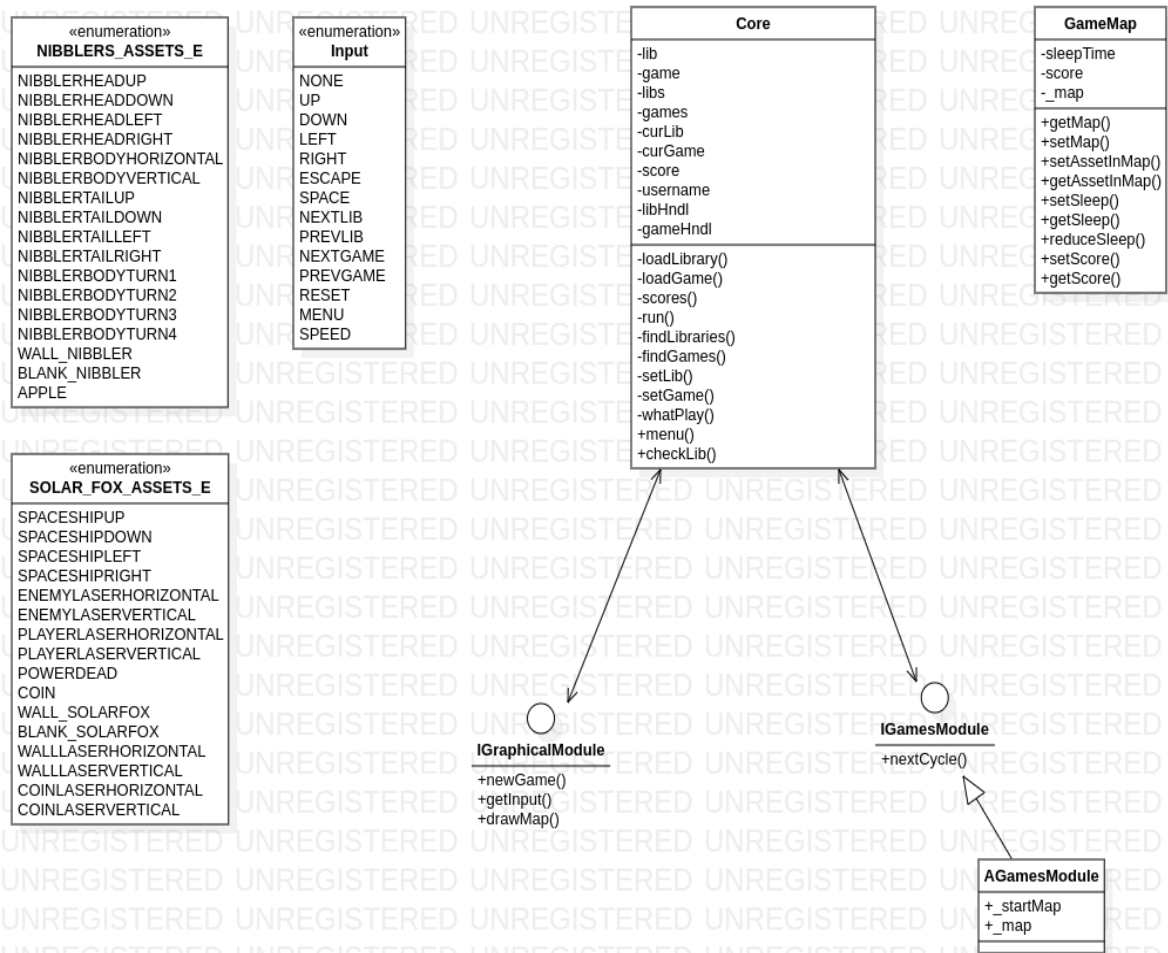 «enumeration»
NIBBLERS_ASSETS_E
NIBBLERHEADUP
NIBBLERHEADDOWN
NIBBLERHEADLEFT
NIBBLERHEADRIGHT
NIBBLERBODYHORIZONTAL
NIBBLERBODYVERTICAL
NIBBLERTAILUP
NIBBLERTAILDOWN
NIBBLERTAILLEFT
NIBBLERTAILRIGHT
NIBBLERBODYTURN1
NIBBLERBODYTURN2
NIBBLERBODYTURN3
NIBBLERBODYTURN4
WALL_NIBBLER
BLANK_NIBBLER
APPLE
«enumeration»
Input
NONE
UP
DOWN
LEFT
RIGHT
ESCAPE
SPACE
NEXTLIB
PREVLIB
NEXTGAME
PREVGAME
RESET
MENU
SPEED
Core
-lib
-game
-libs
-games
-curLib
-curGame
-score
-username
-libHndl
-gameHndl
-loadLibrary()
-loadGame()
-scores()
-run()
-findLibraries()
-findGames()
-setLib()
-setGame()
-whatPlay()
+menu()
+checkLib()
GameMap
-sleepTime
-score
-_map
+getMap()
+setMap()
+setAssetInMap()
+getAssetInMap()
+setSleep()
+getSleep()
+reduceSleep()
+setScore()
+getScore()
«enumeration»
SOLAR_FOX_ASSETS_E
SPACESHIPUP
SPACESHIPDOWN
SPACESHIPLEFT
SPACESHIPRIGHT
ENEMYLASERHORIZONTAL
ENEMYLASERVERTICAL
PLAYERLASERHORIZONTAL
PLAYERLASERVERTICAL
POWERDEAD
COIN
WALL_SOLARFOX
BLANK_SOLARFOX
WALLLASERHORIZONTAL
WALLLASERVERTICAL
COINLASERHORIZONTAL
COINLASERVERTICAL
IGraphicalModule
+newGame()
+getInput()
+drawMap()
IGamesModule
+nextCycle()
AGamesModule
+_startMap
+_map
UNREGISTERED UNREGISTERED UNREGISTERED UNREGISTERED UNREGISTERED